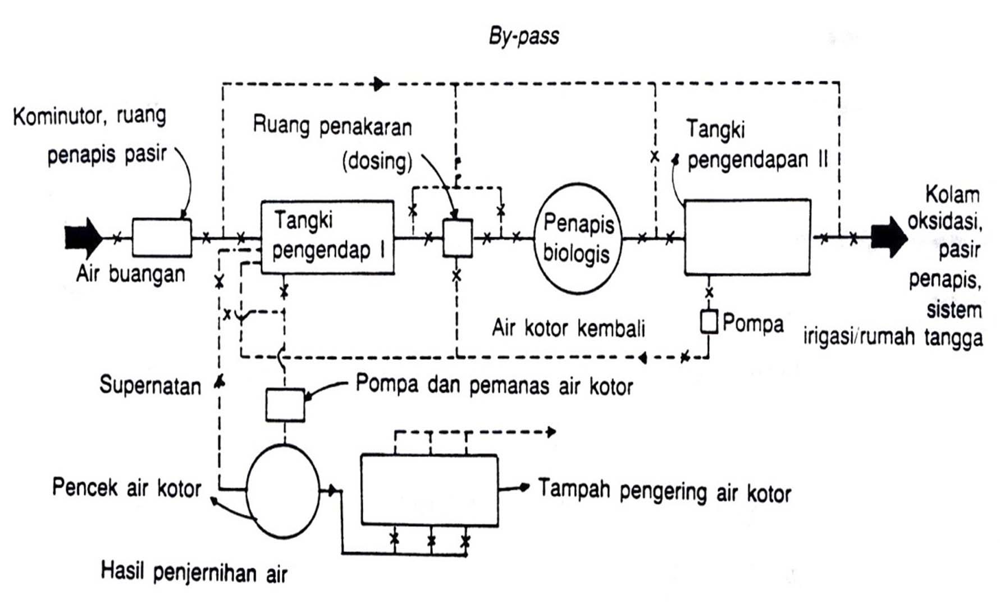 By-pass
Kominutor, ruang
penapis pasir
Ruang penakaran
(dosing)
Tangki
pengendapan II
Tangki
pengendap I
Penapis
biologis
Kolam
oksidasi,
pasir
penapis,
sistem
irigasi/rumah tangga
Air buangan
Air kotor kembali
Pompa
Supernatan
Pompa dan pemanas air kotor
Pencek air kotor
Tampah pengering air kotor
Hasil penjernihan air